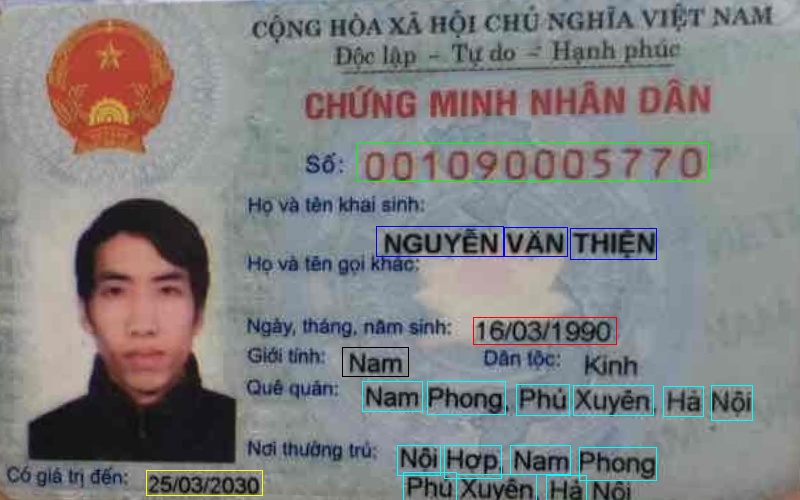 CỘNG HÒA XÃ HỘI CHỦ NGHĨA VIỆT NAM
Độc lập - Tự do - Hạnh phúc
CHỨNG MINH NHÂN DÂN
Số: 001090005770
Họ và tên khai sinh:
NGUYỄN VĂN THIỆN
Họ và tên gọi khác:
Ngày, tháng, năm sinh: 16/03/1990
Giới tính: Nam Dân tộc: Kinh
Quê quán: Nam Phong, Phú Xuyên, Hà Nội
Nơi thường trú: Nội Hợp, Nam Phong
Phú Xuyên, Hà Nội
Có giá trị đến: 25/03/2030